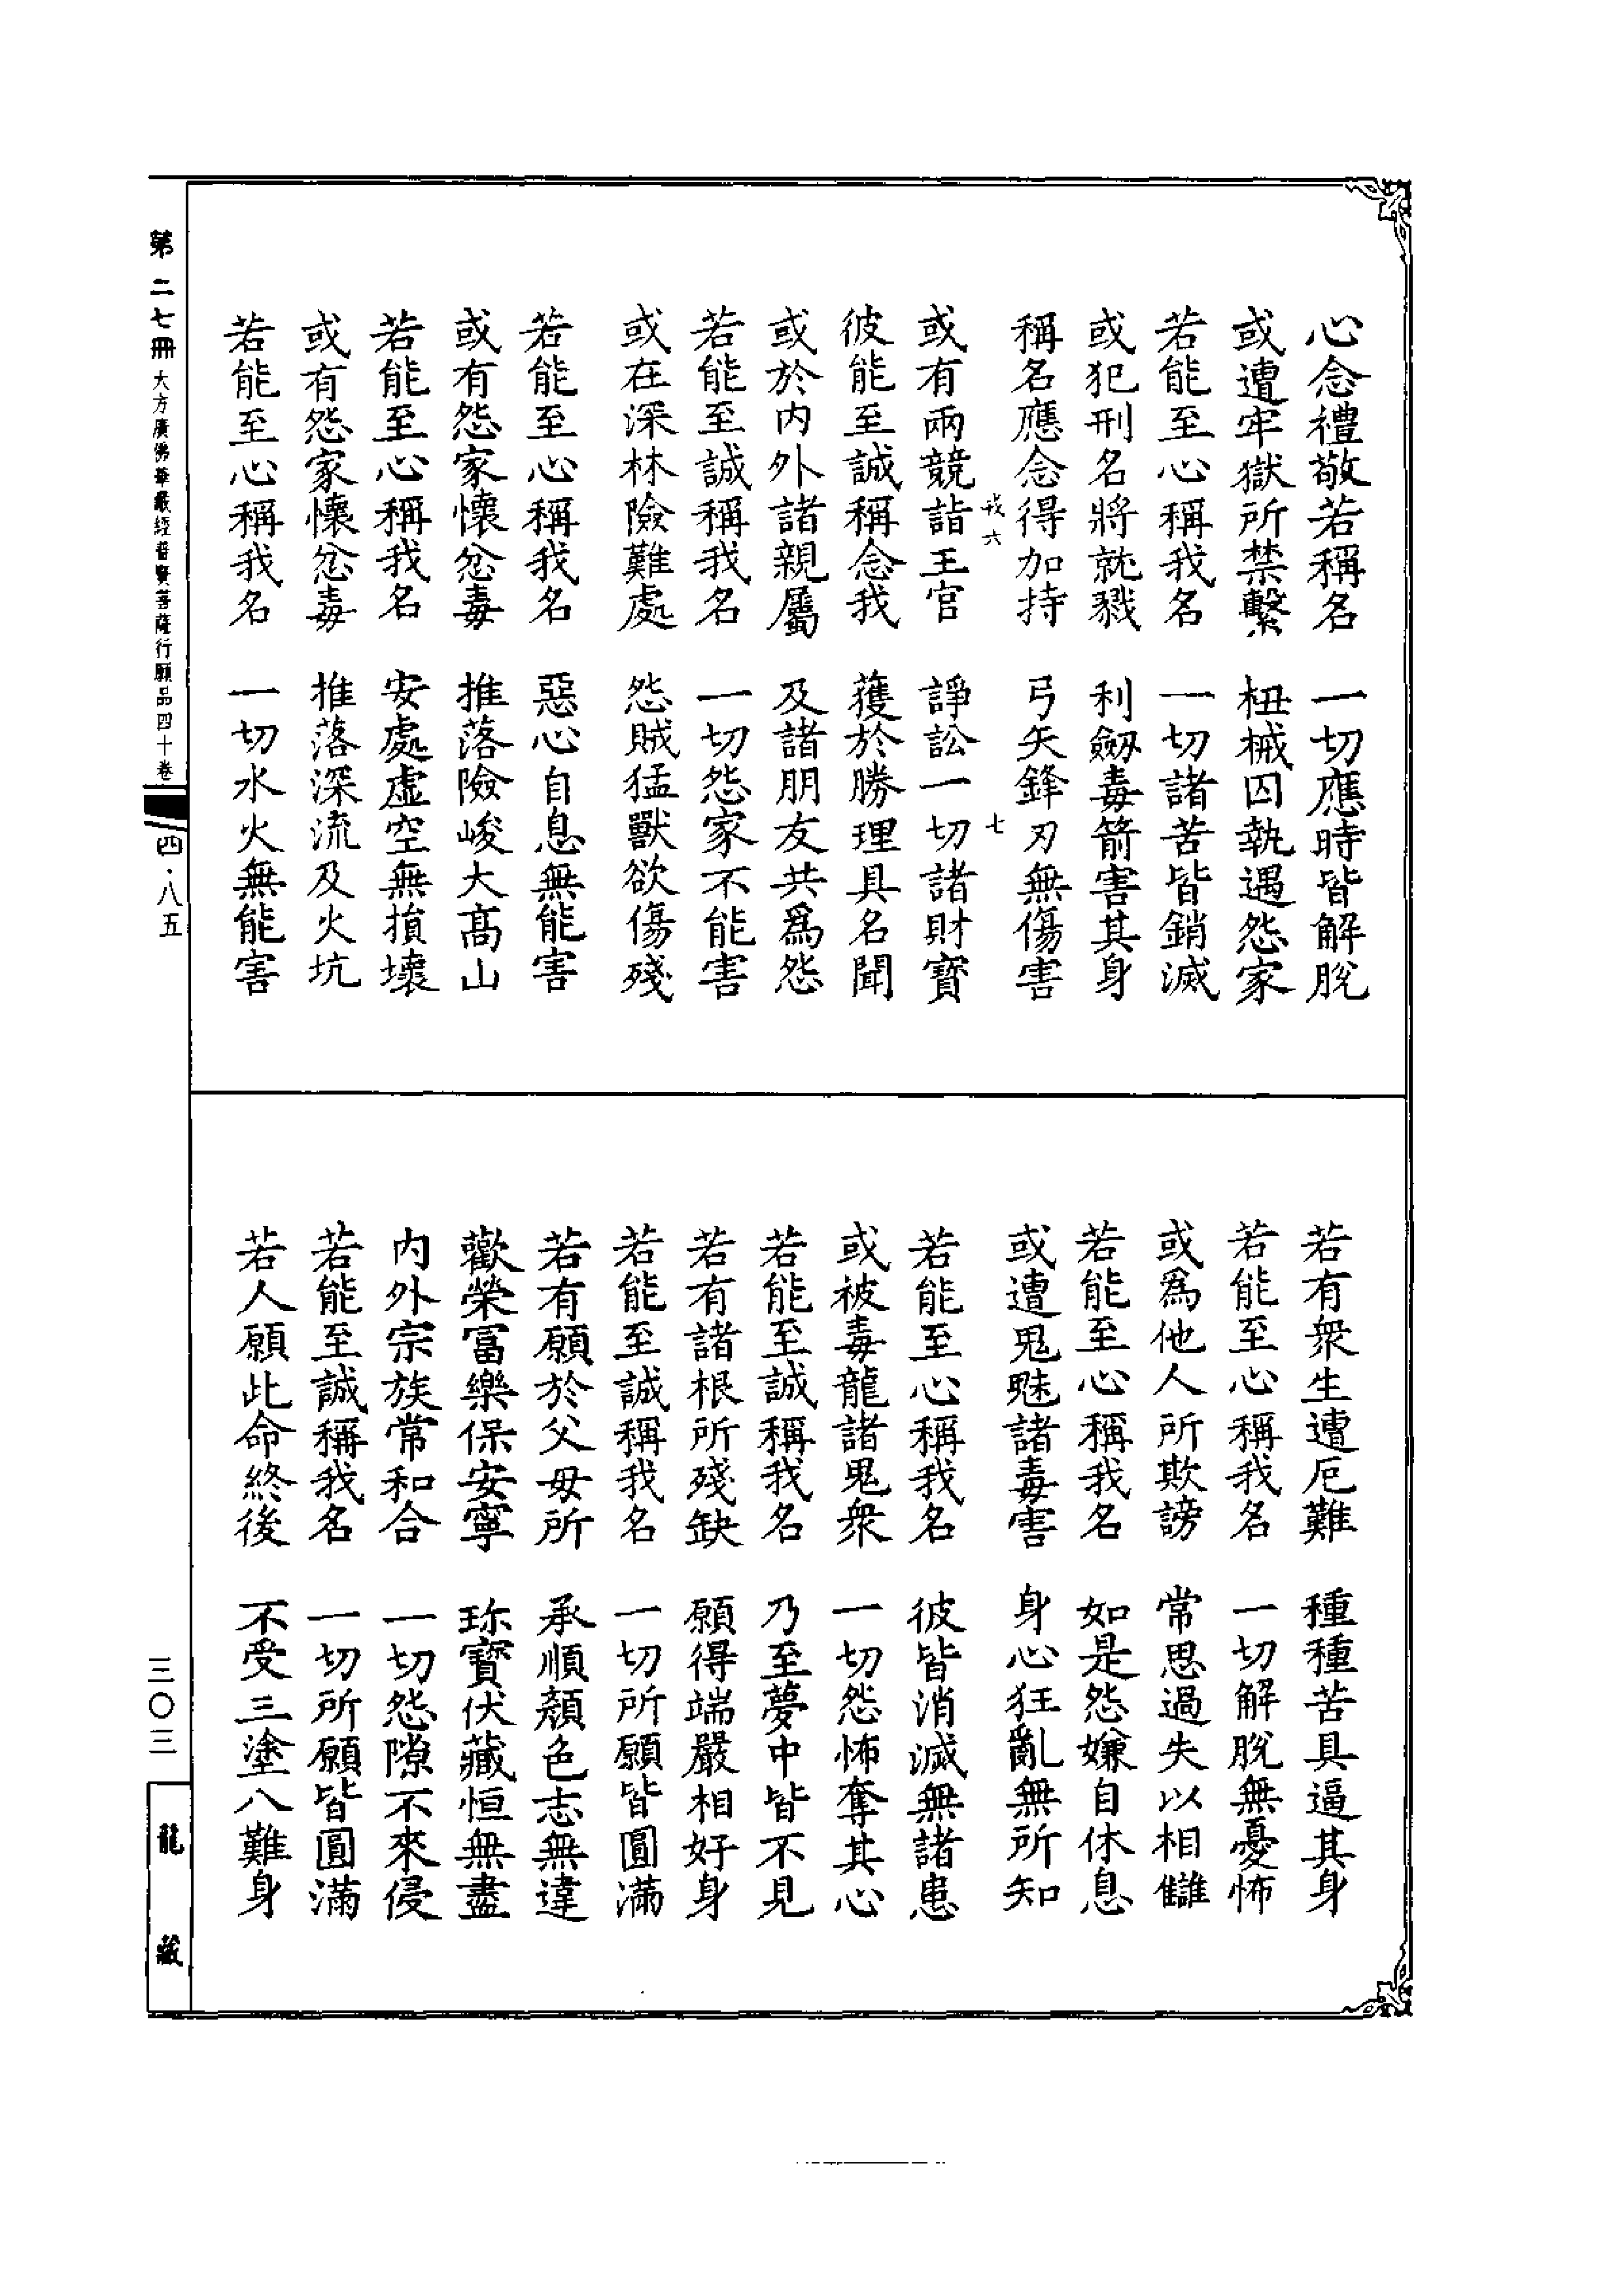 心念禮敬若稱名　一切應時皆解脫
或遭牢獄所禁繫　杻械囚執遇怨家
若能至心稱我名　一切諸苦皆銷滅
或犯刑名將就戮　利劒毒箭害其身
稱名應念得加持　弓矢鋒刃無傷害
戎六　七
或有兩競詣王官　諍訟一切諸財寶
彼能至誠稱念我　獲於勝理具名聞
或於內外諸親屬　及諸朋友共為怨
若能至誠稱我名　一切怨家不能害
或在深林險難處　怨賊猛獸欲傷殘
若能至心稱我名　惡心自息無能害
或有怨家懷忿毒　推落險峻大高山
若能至心稱我名　安處虛空無損壞
或有怨家懷忿毒　推落深流及火坑
若能至心稱我名　一切水火無能害
若有眾生遭厄難　種種苦具逼其身
若能至心稱我名　一切解脫無憂怖
或為他人所欺謗　常思過失以相讎
若能至心稱我名　如是怨嫌自休息
或遭鬼魅諸毒害　身心狂亂無所知
若能至心稱我名　彼皆消滅無諸患
或被毒龍諸鬼眾　一切怨怖奪其心
若能至誠稱我名　乃至夢中皆不見
若有諸根所殘缺　願得端嚴相好身
若能至誠稱我名　一切所願皆圓滿
若有願於父母所　承順顏色志無違
歡榮富樂保安寧　珎寶伏藏恒無盡
內外宗族常和合　一切怨隙不來侵
若能至誠稱我名　一切所願皆圓滿
若人願此命終後　不受三塗八難身
第二七冊　大方廣佛華嚴經普賢菩薩行願品四十卷　四・八五
三〇三
龍藏